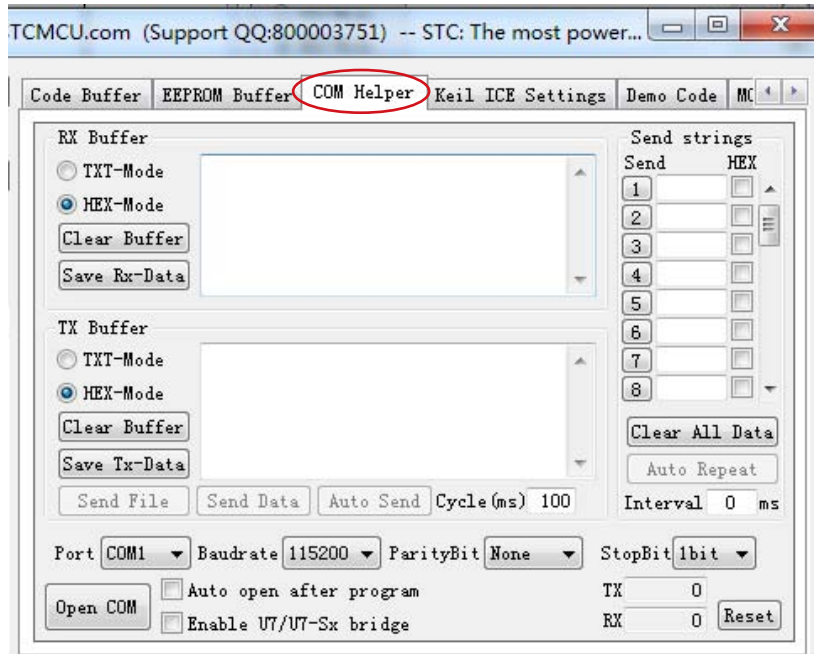 TCMCU.com (Support QQ:800003751) -- STC: The most power...
Code Buffer EEPROM Buffer COM Helper Keil ICE Settings Demo Code
RX Buffer
TXT-Mode
HEX-Mode
Clear Buffer
Save Rx-Data
Send strings
Send HEX
1
2
3
4
5
6
7
8
TX Buffer
TXT-Mode
HEX-Mode
Clear Buffer
Save Tx-Data
Send File Send Data Auto Send Cycle(ms) 100
Clear All Data
Auto Repeat
Interval 0 ms
Port COM1 Baudrate 115200 ParityBit None StopBit 1bit
Open COM
Auto open after program
Enable U7/U7-Sx bridge
TX 0
RX 0 Reset